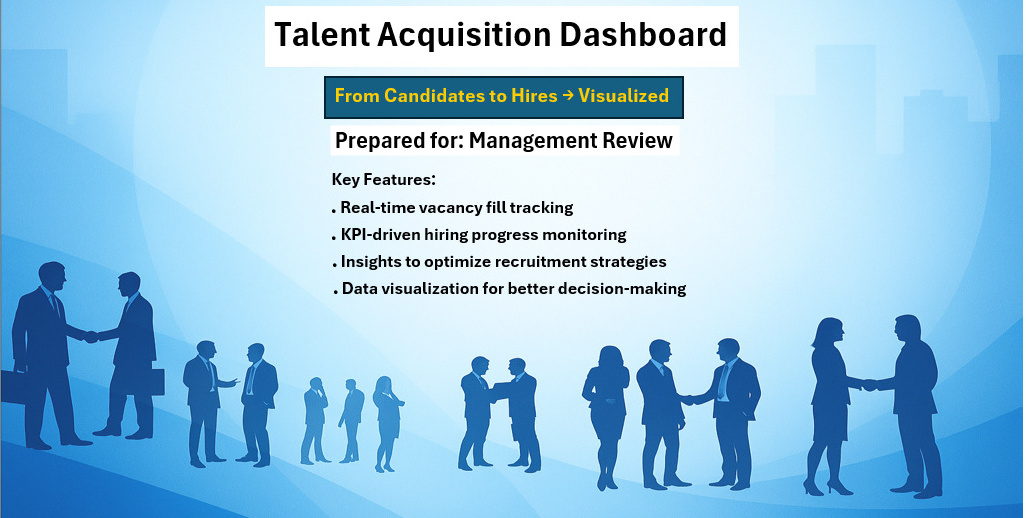 Talent Acquisition Dashboard
From Candidates to Hires → Visualized
Prepared for: Management Review
Key Features:
. Real-time vacancy fill tracking
. KPI-driven hiring progress monitoring
. Insights to optimize recruitment strategies
. Data visualization for better decision-making